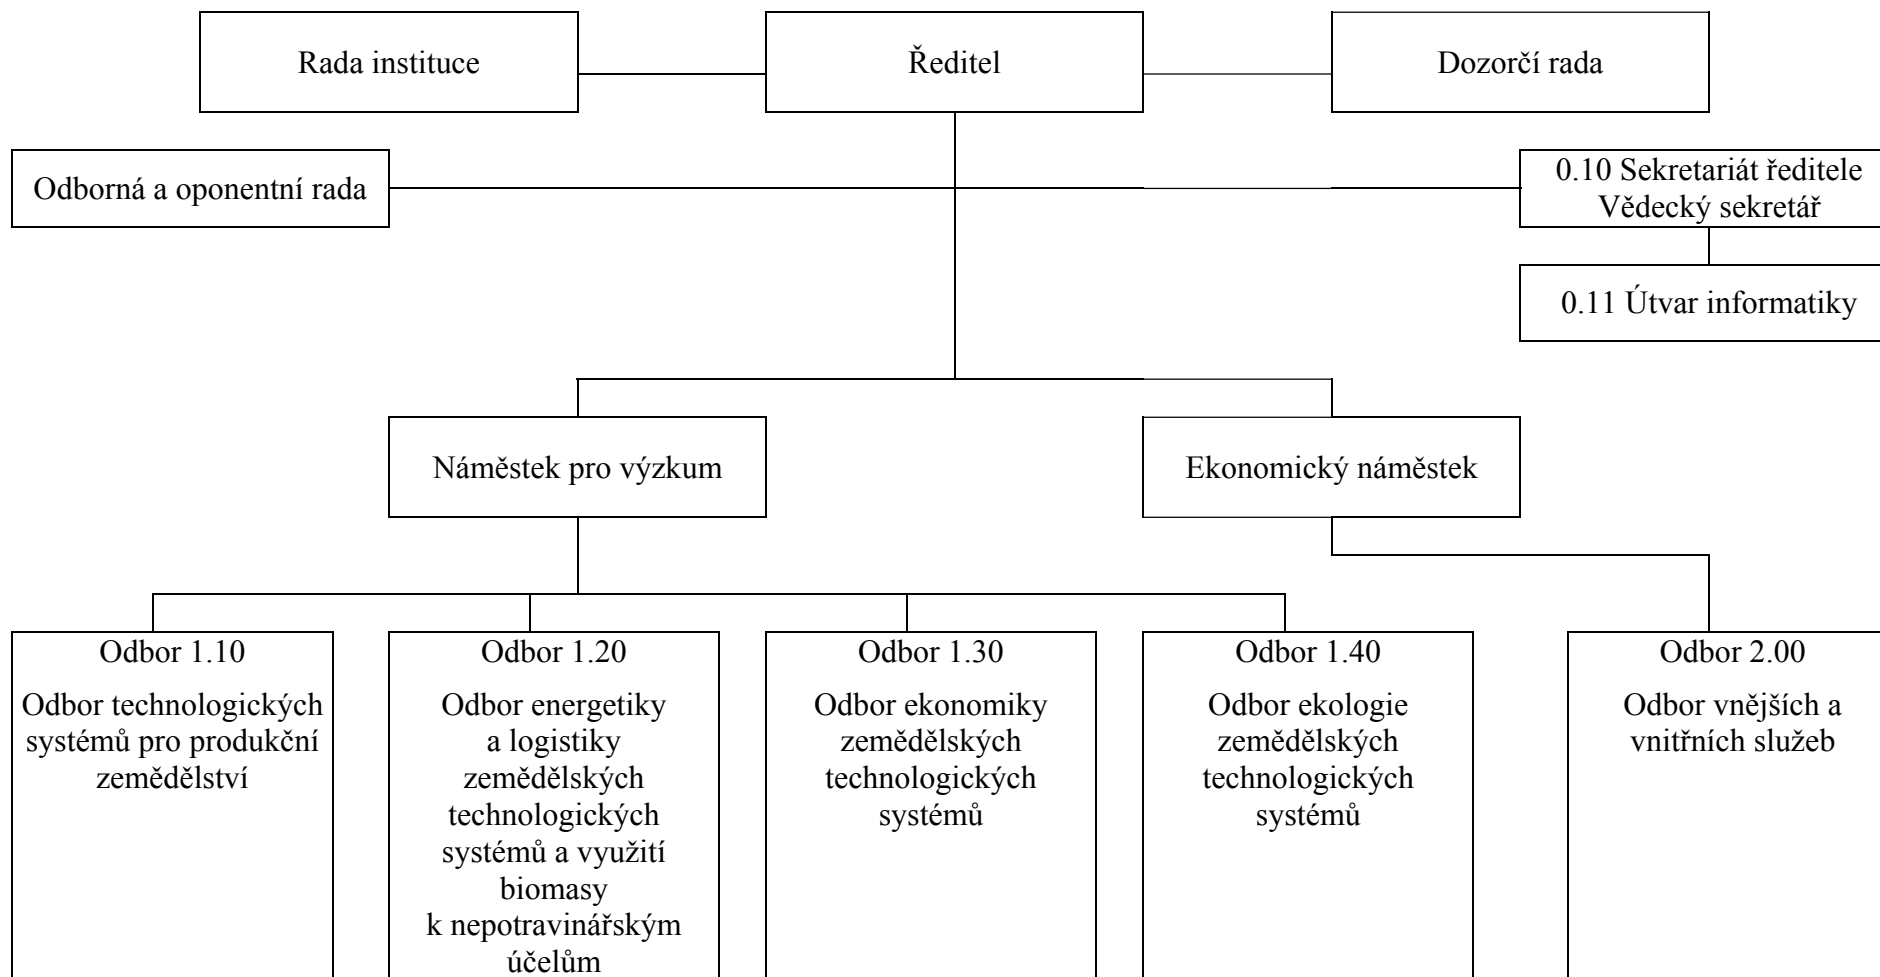 Rada instituce
Ředitel
Dozorčí rada
Odborná a oponentní rada
0.10 Sekretariát ředitele
Vědecký sekretář
0.11 Útvar informatiky
Náměstek pro výzkum
Ekonomický náměstek
Odbor 1.10
Odbor technologických
systémů pro produkční
zemědělství
Odbor 1.20
Odbor energetiky
a logistiky
zemědělských
technologických
systémů a využití
biomasy
k nepotravinářským
účelům
Odbor 1.30
Odbor ekonomiky
zemědělských
technologických
systémů
Odbor 1.40
Odbor ekologie
zemědělských
technologických
systémů
Odbor 2.00
Odbor vnějších a
vnitřních služeb